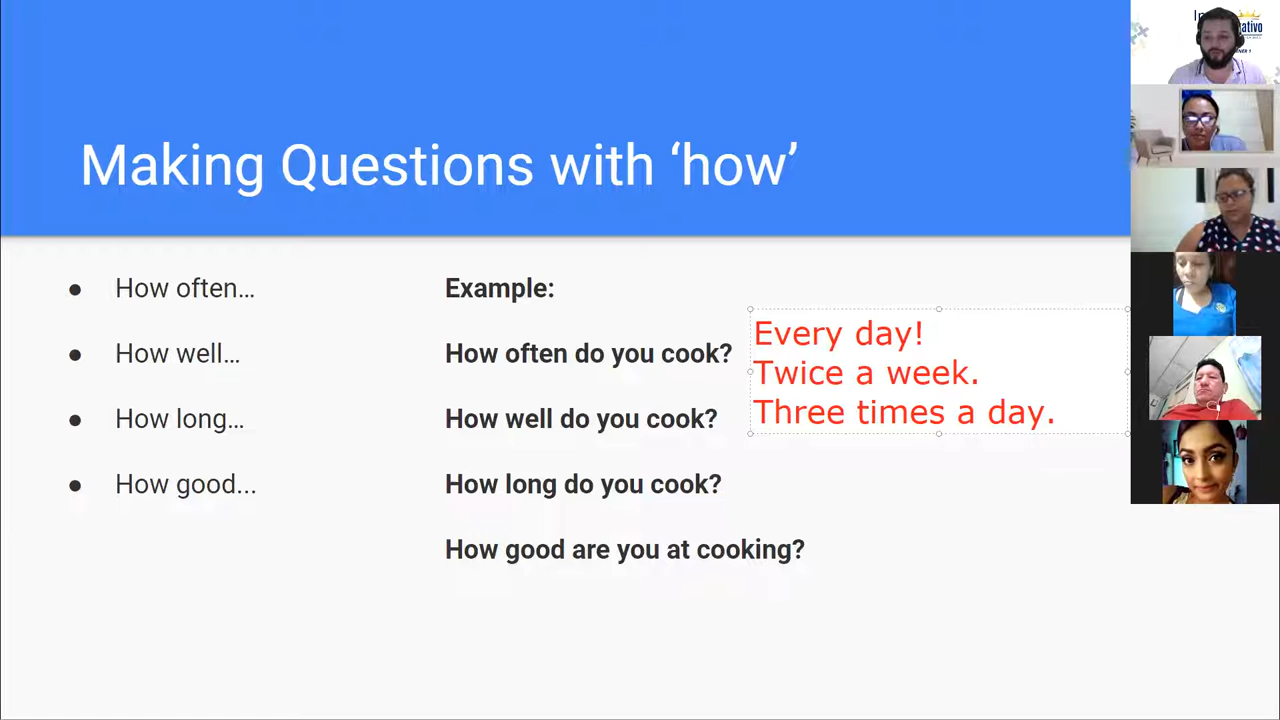 Making Questions with ‘how’
How often…
How well…
How long…
How good...
Example:
How often do you cook?
How well do you cook?
How long do you cook?
How good are you at cooking?
Every day!
Twice a week.
Three times a day.